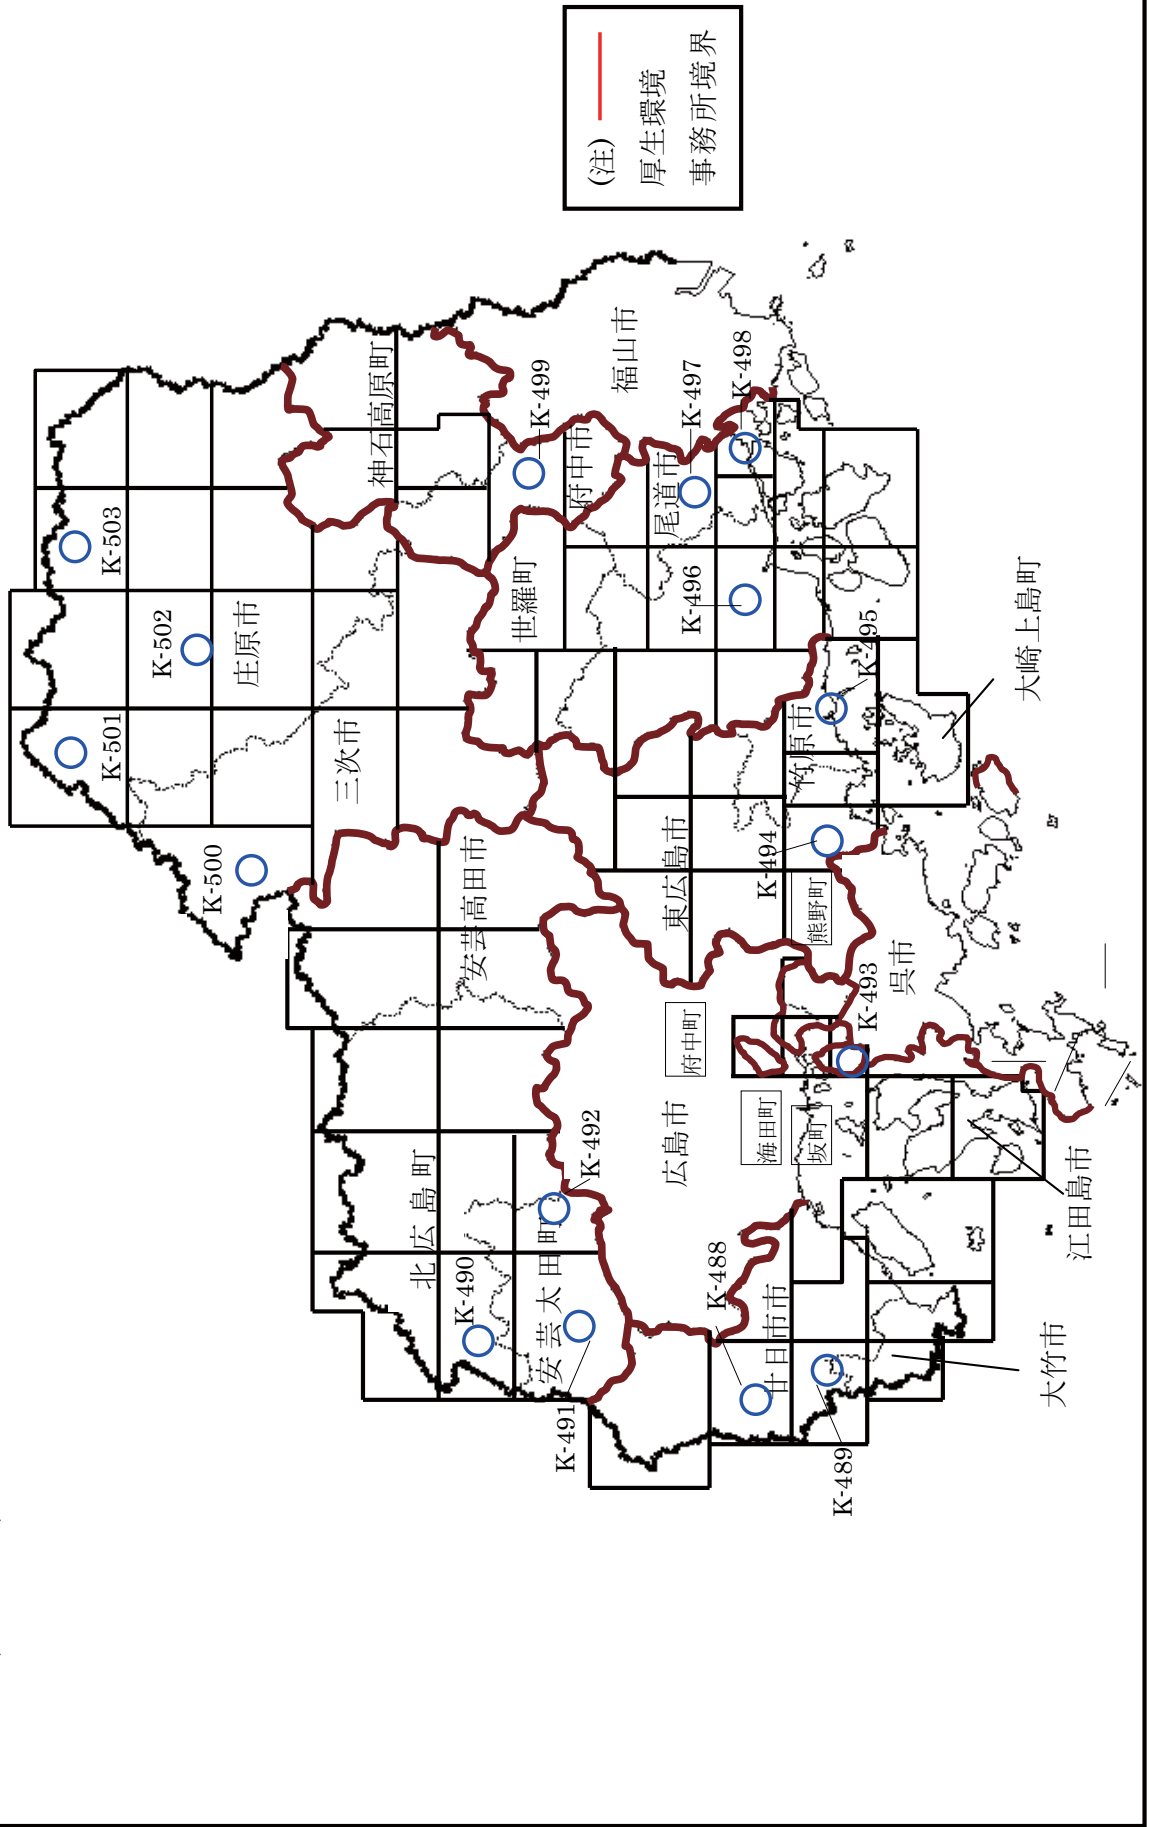 (注)
厚生環境
事務所境界
K-503
K-502
庄原市
K-501
K-500
三次市
神石高原町
K-499
府中市
福山市
K-498
K-497
尾道市
世羅町
K-496
K-495
竹原市
大崎上島町
安芸高田市
東広島市
K-494
熊野町
呉市
K-493
府中町
広島市
海田町
坂町
江田島市
北広島町
K-492
K-490
安芸太田町
K-491
K-488
廿日市市
K-489
大竹市